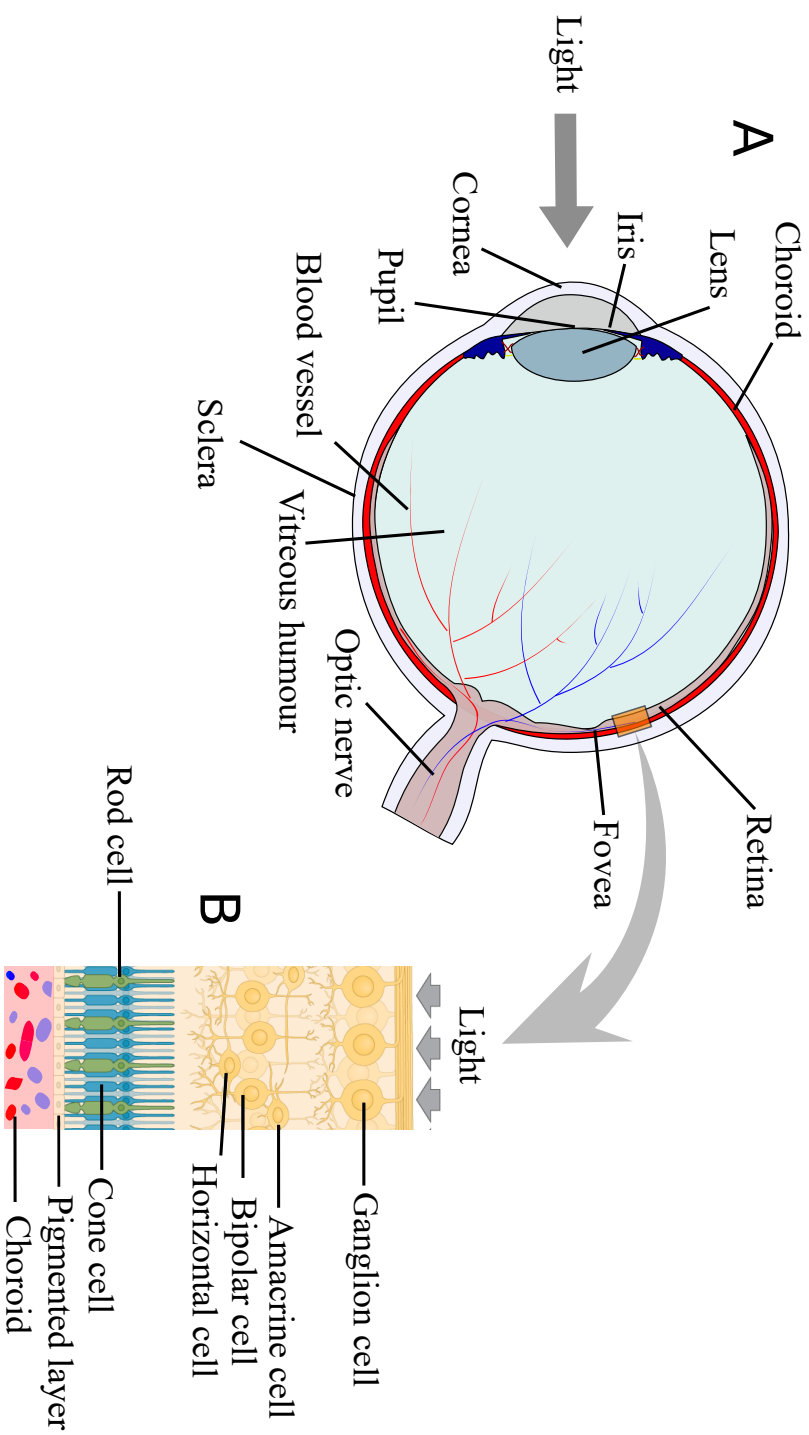 A
Light
Choroid
Lens
Iris
Cornea
Pupil
Blood vessel
Sclera
Vitreous humour
Optic nerve
Retina
Fovea
B
Light
Rod cell
Ganglion cell
Amacrine cell
Bipolar cell
Horizontal cell
Cone cell
Pigmented layer
Choroid